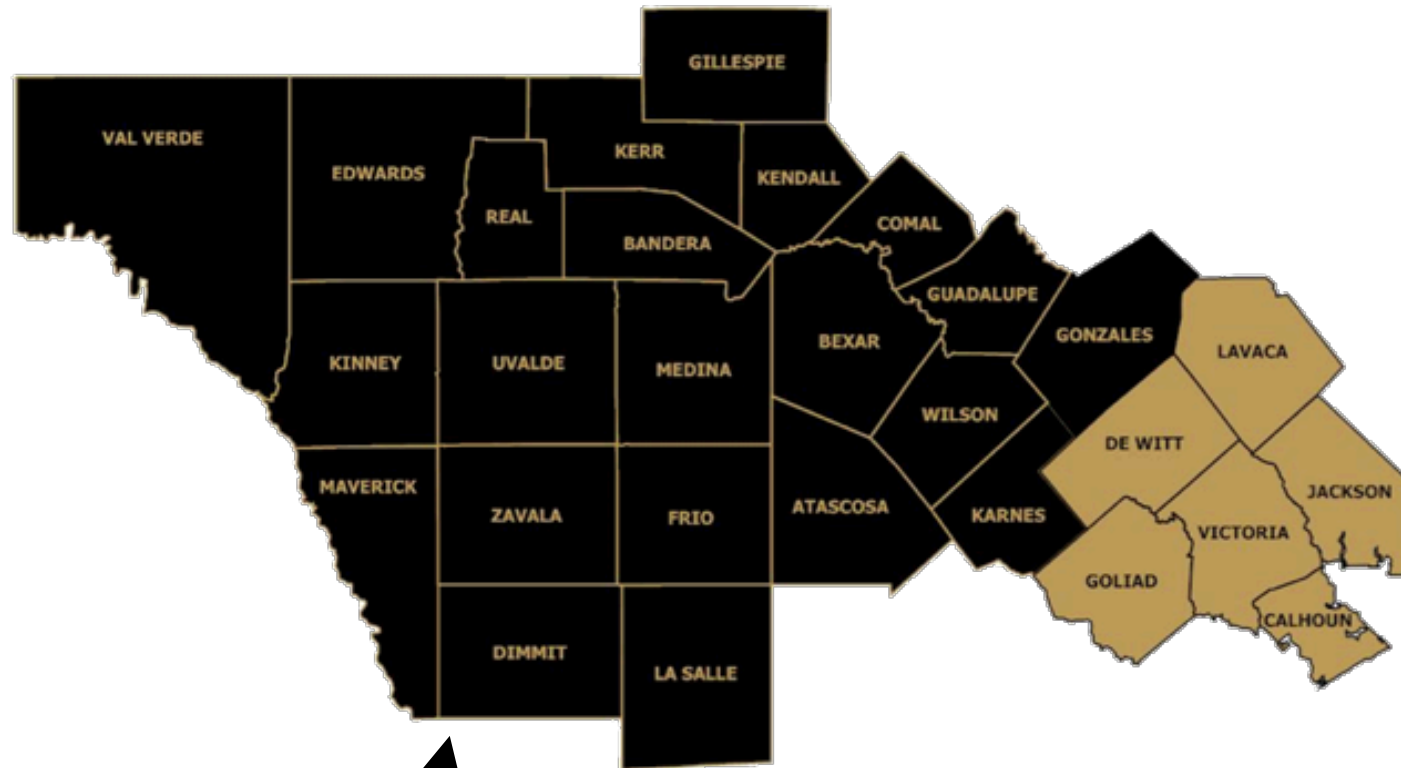 GILLESPIE
VAL VERDE
EDWARDS
KERR
KENDALL
REAL
BANDERA
COMAL
GUADALUPE
KINNEY
UVALDE
MEDINA
BEXAR
GONZALES
LAVACA
WILSON
DE WITT
MAVERICK
ZAVALA
FRIO
ATASCOSA
KARNES
JACKSON
VICTORIA
GOLIAD
CALHOUN
DIMMIT
LA SALLE